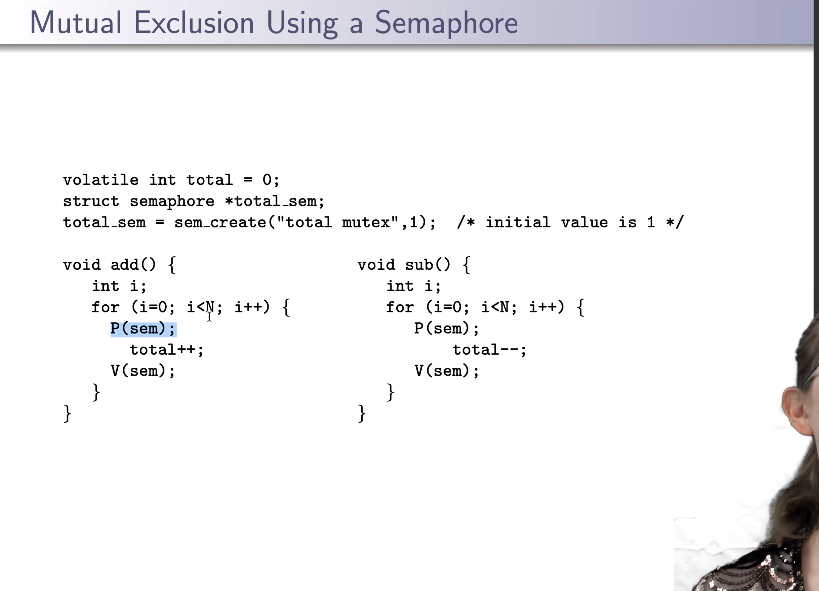 Mutual Exclusion Using a Semaphore
volatile int total = 0;
struct semaphore *total_sem;
total_sem = sem_create("total mutex",1);  /* initial value is 1 */
void add() {
int i;
for (i=0; i<N; i++) {
P(sem);
total++;
V(sem);
}
}
void sub() {
int i;
for (i=0; i<N; i++) {
P(sem);
total--;
V(sem);
}
}